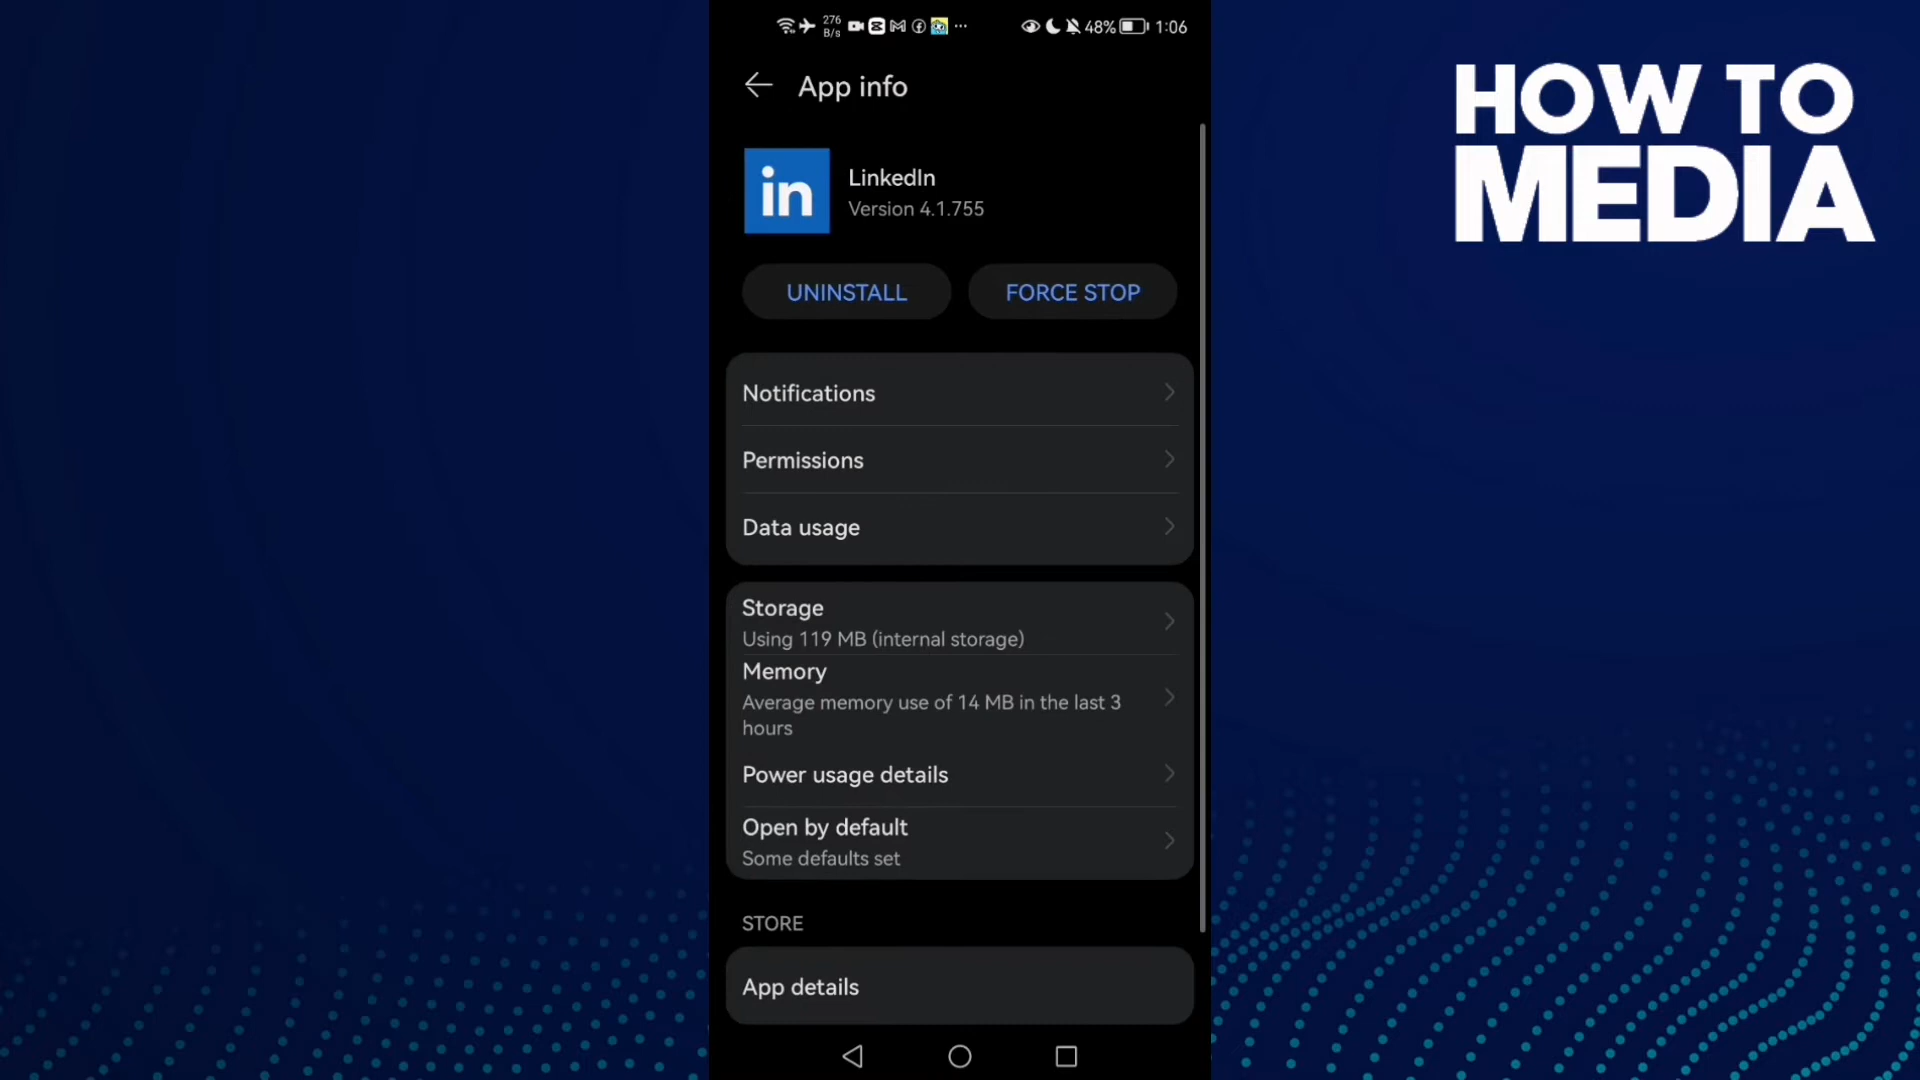 276
B/s
48%
1:06
App info
HOW TO
MEDIA
in
LinkedIn
Version 4.1.755
UNINSTALL
FORCE STOP
Notifications
Permissions
Data usage
Storage
Using 119 MB (internal storage)
Memory
Average memory use of 14 MB in the last 3
hours
Power usage details
Open by default
Some defaults set
STORE
App details